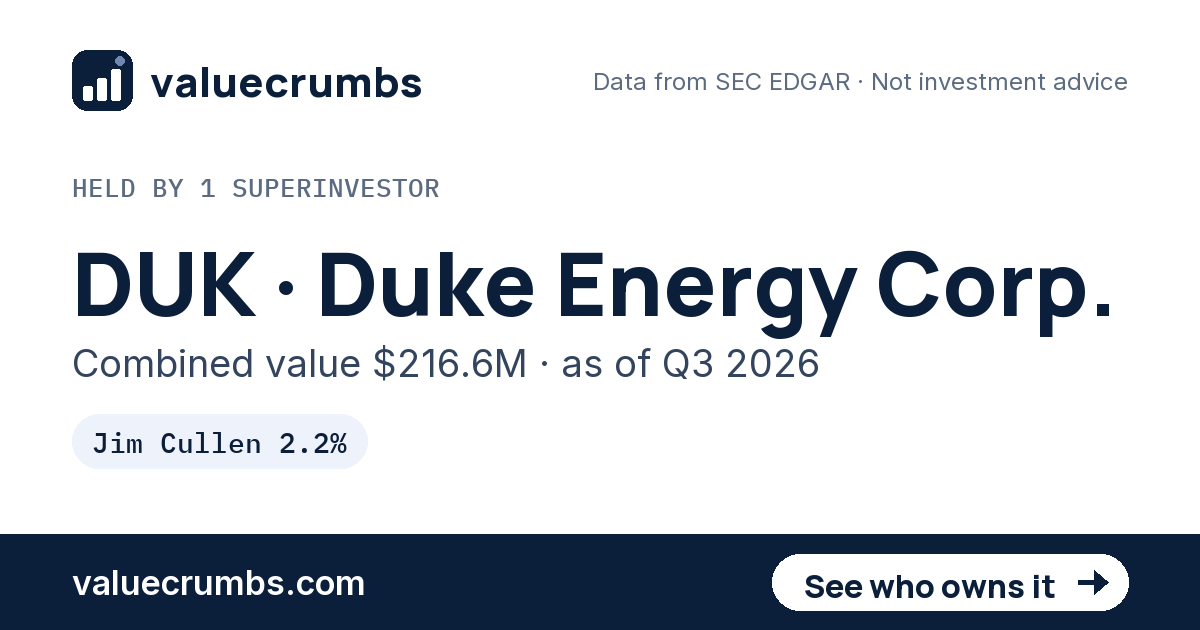 valuecrumbs
Data from SEC EDGAR · Not investment advice
HELD BY 1 SUPERINVESTOR
DUK · Duke Energy Corp.
Combined value $216.6M · as of Q3 2026
Jim Cullen 2.2%
valuecrumbs.com
See who owns it →